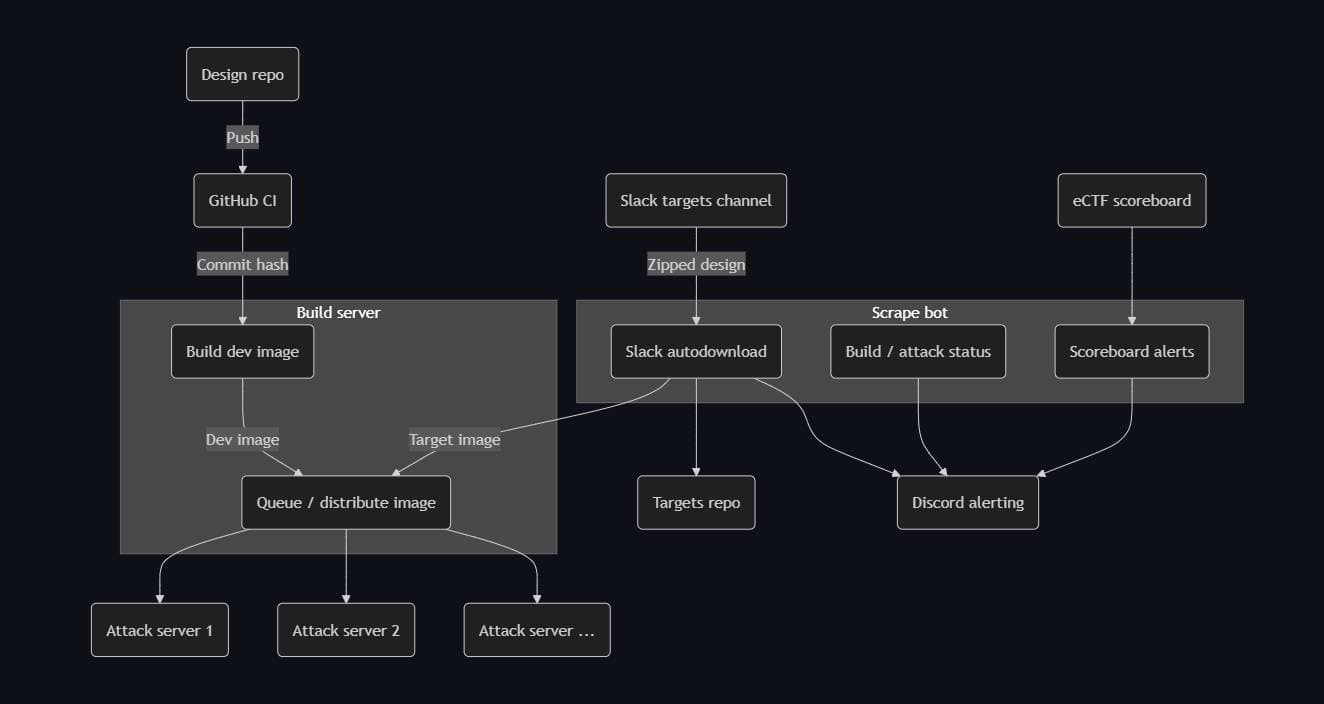 Design repo
Push
GitHub CI
Slack targets channel
eCTF scoreboard
Commit hash
Zipped design
Build server
Scrape bot
Build dev image
Slack autodownload
Build / attack status
Scoreboard alerts
Dev image
Target image
Queue / distribute image
Targets repo
Discord alerting
Attack server 1
Attack server 2
Attack server ...